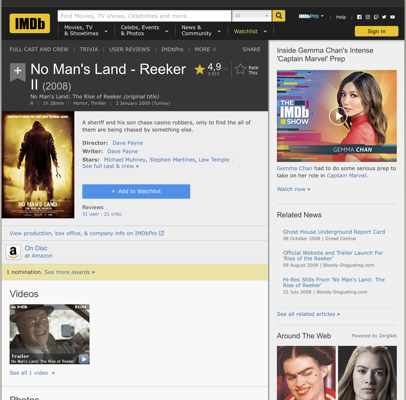 IMDb
Find Movies, TV shows, Celebrities and more...
All
IMDbPro
Help
Movies, TV
& Showtimes
Celebs, Events
& Photos
News &
Community
Watchlist
Sign in
FULL CAST AND CREW | TRIVIA | USER REVIEWS | IMDbPro | MORE
SHARE
No Man's Land - Reeker
II (2008)
No Man's Land: The Rise of Reeker (original title)
R | 1h 28min | Horror, Thriller | 2 January 2009 (Turkey)
4,9
Rate
This
A sheriff and his son chase casino robbers, only to find the all of
them are being chased by something else.
Director: Dave Payne
Writer: Dave Payne
Stars: Michael Muhney, Stephen Martines, Lew Temple |
See full cast & crew »
NO MAN'S LAND
+ Add to Watchlist
Reviews
31 user | 21 critic
View production, box office, & company info on IMDbPro
a
On Disc
at Amazon
1 nomination. See more awards »
Videos
on IMDb
Trailer
No Man's Land The Rise of Reeker
See all 1 video »
Photos
Inside Gemma Chan's Intense
'Captain Marvel' Prep
THE
IMDb
SHOW
GEMMA CHAN
Gemma Chan had to do some serious prep
to take on her role in Captain Marvel.
Watch now »
Related News
Ghost House Underground Report Card
08 October 2008 | Dread Central
Official Website and Trailer Launch For
'Rise of the Reeker'
08 August 2008 | Bloody-Disgusting.com
Hi-Res Stills From 'No Man's Land: The
Rise of Reeker'
22 July 2008 | Bloody-Disgusting.com
See all related articles »
Around The Web
Powered by ZergNet